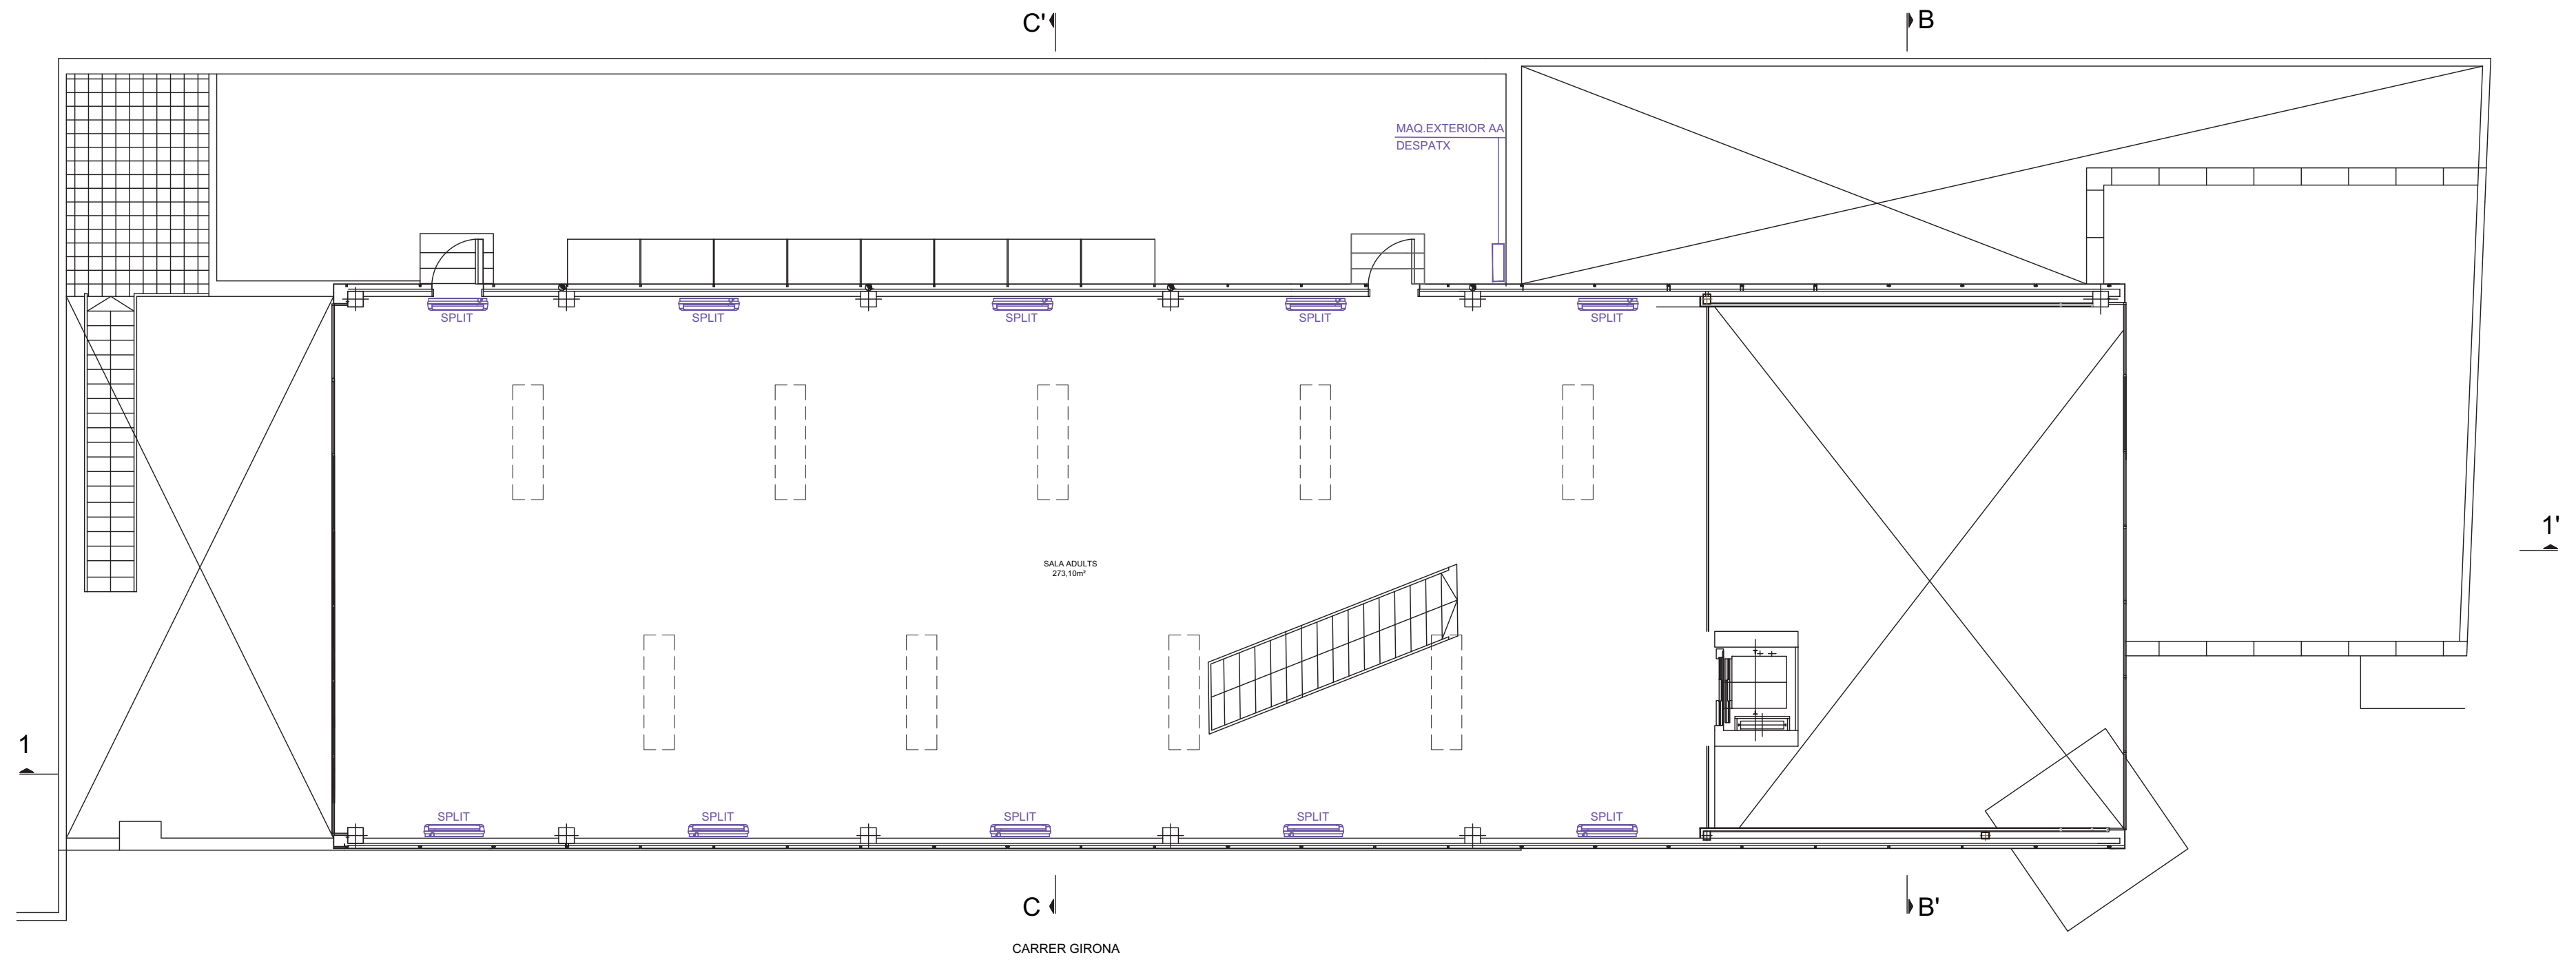 C'
B
MAQ.EXTERIOR AA
DESPATX
SPLIT
SPLIT
SPLIT
SPLIT
SPLIT
1'
SALA ADULTS
273,10m²
1
SPLIT
SPLIT
SPLIT
SPLIT
SPLIT
C
B'
CARRER GIRONA